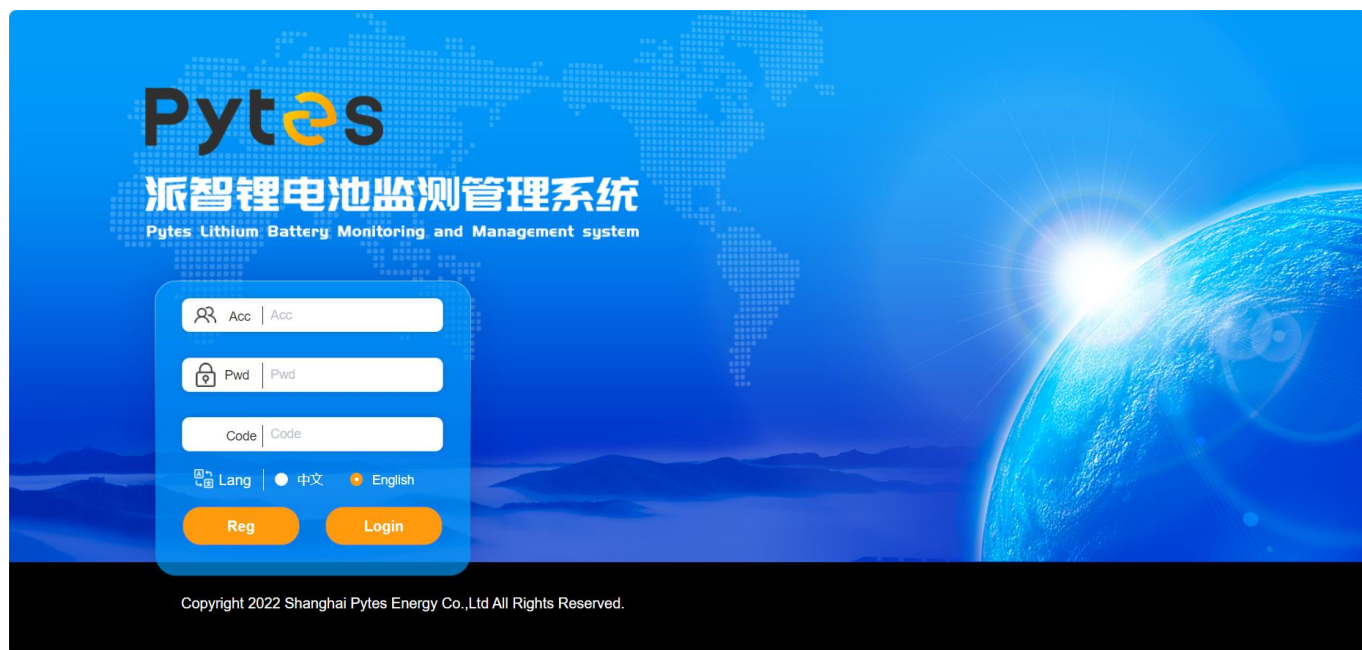 Pytes
派智锂电池监测管理系统
Pytes Lithium Battery Monitoring and Management system
Acc Acc
Pwd Pwd
Code Code
Lang 中文 English
Reg Login
Copyright 2022 Shanghai Pytes Energy Co.,Ltd All Rights Reserved.